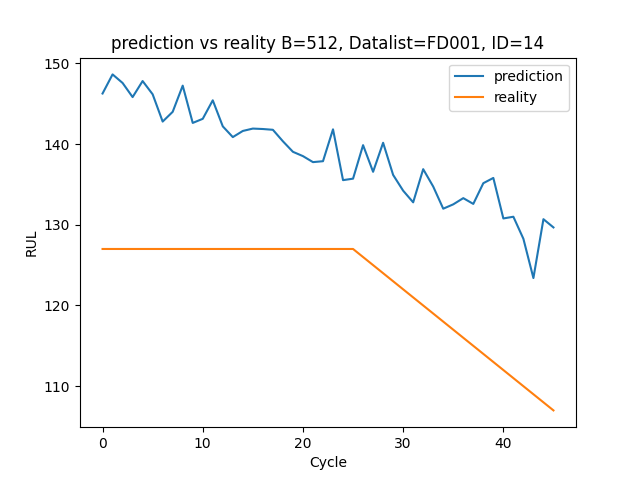 prediction vs reality B=512, Datalist=FD001, ID=14
150
140
130
120
110
RUL
prediction
reality
0 10 20 30 40
Cycle